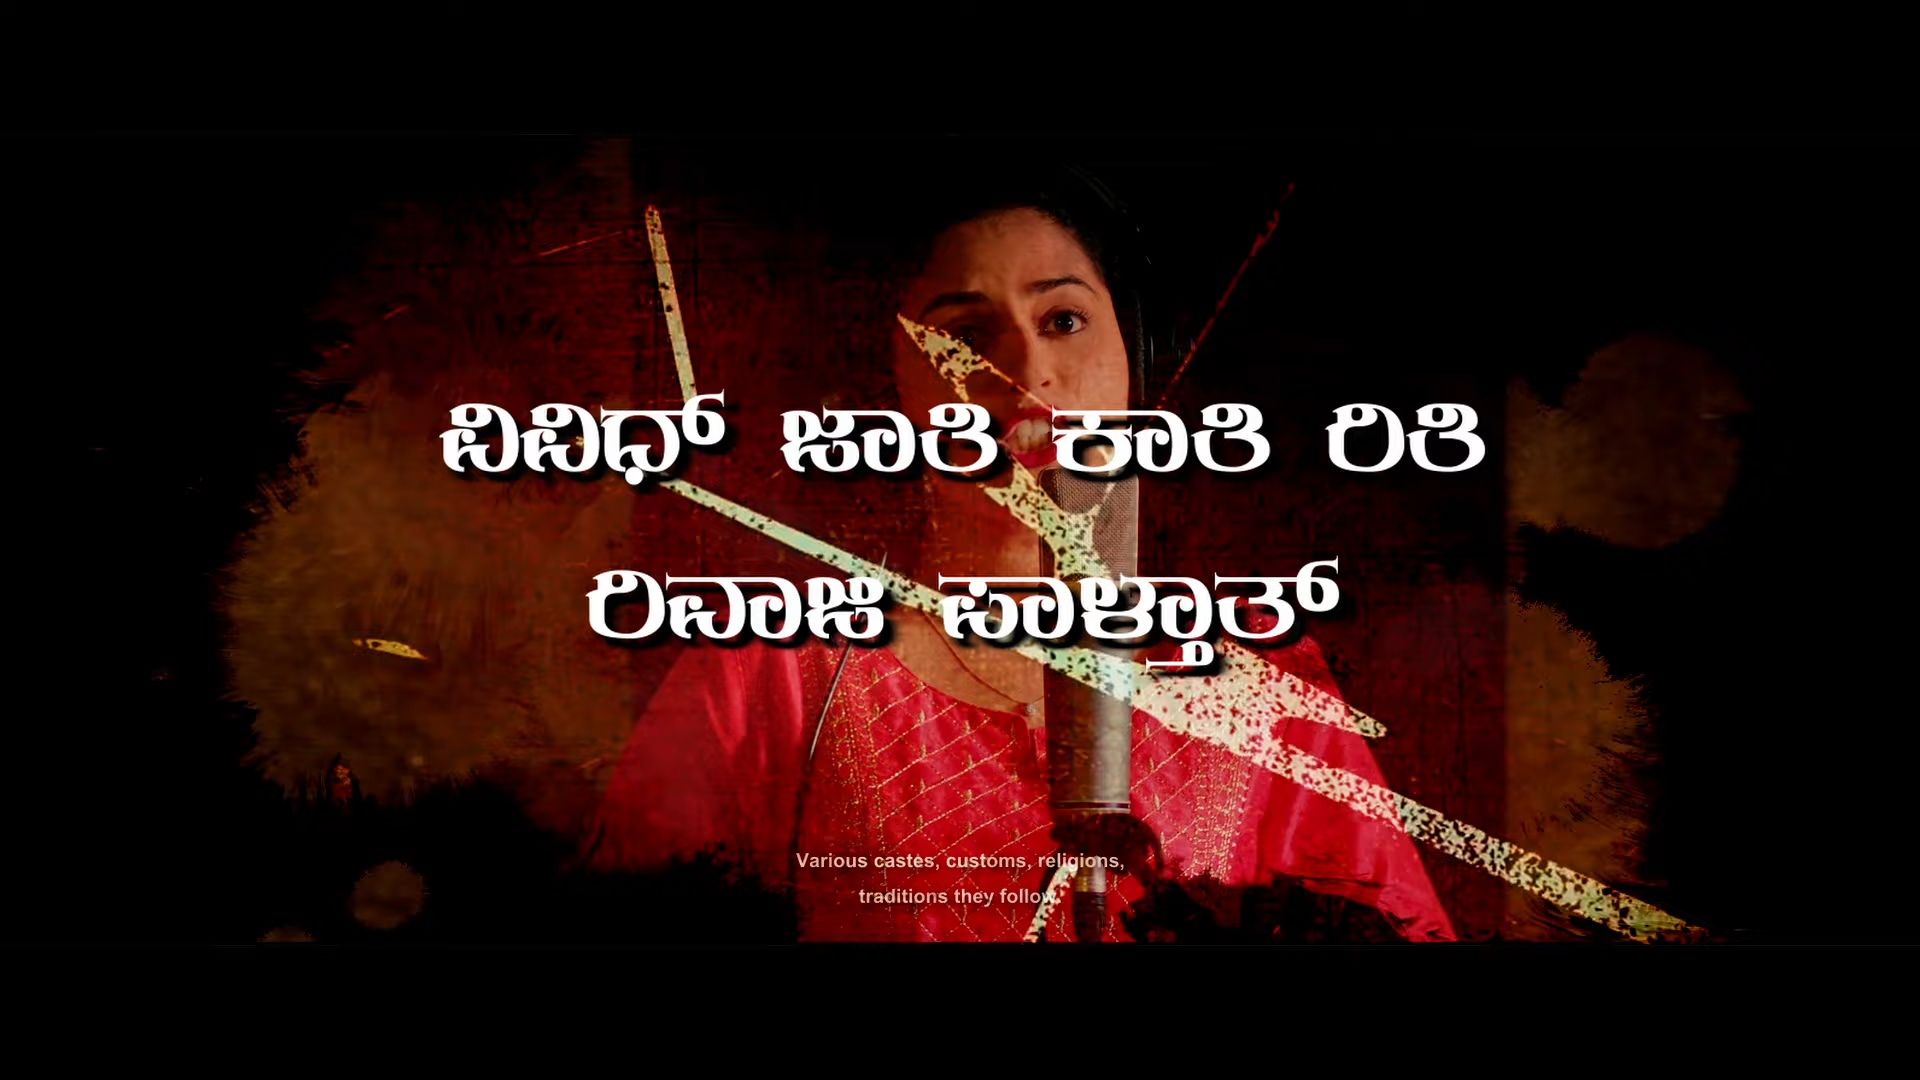 ವಿವಿಧ್ ಜಾತಿ ಕಾತಿ ರಿತಿ
ರಿವಾಜಿ ಪಾಳ್ತಾತ್
Various castes, customs, religions,
traditions they follow.